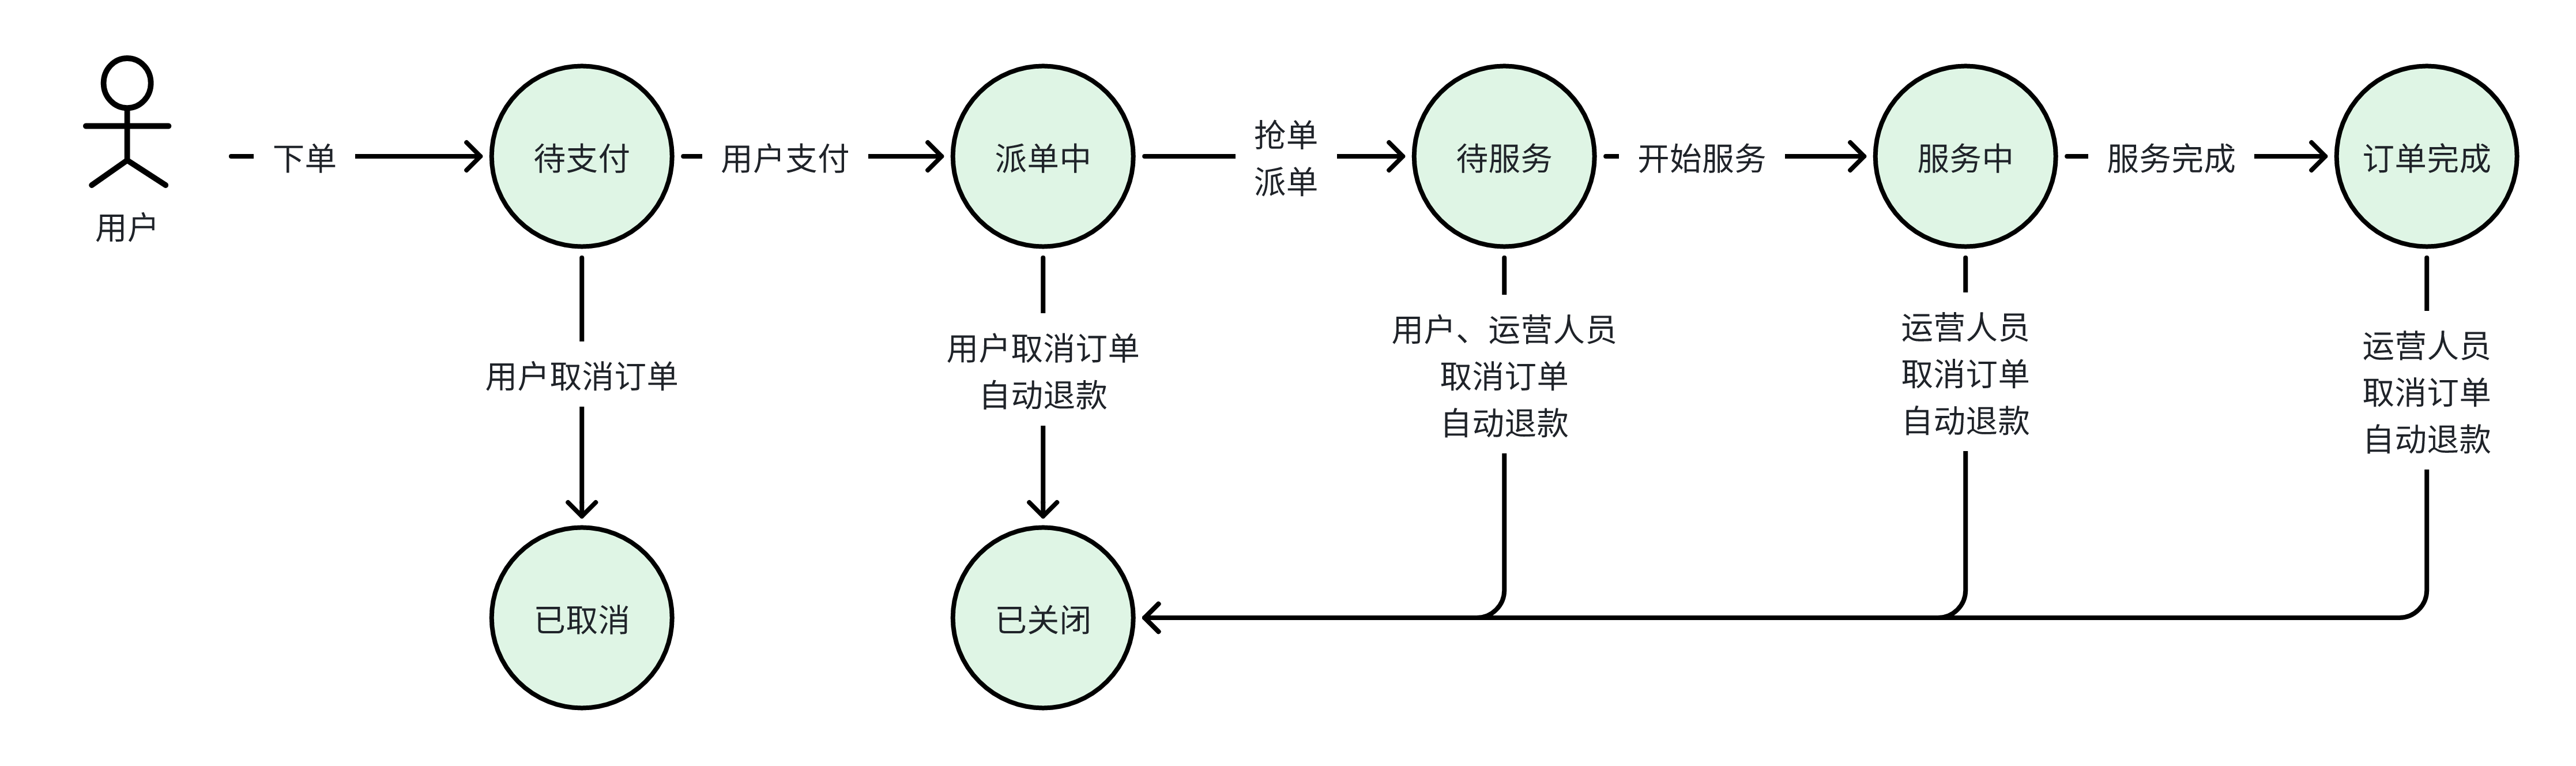 用户
下单
待支付
用户支付
派单中
抢单
派单
待服务
开始服务
服务中
服务完成
订单完成
用户取消订单
用户取消订单
自动退款
用户、运营人员
取消订单
自动退款
运营人员
取消订单
自动退款
运营人员
取消订单
自动退款
已取消
已关闭